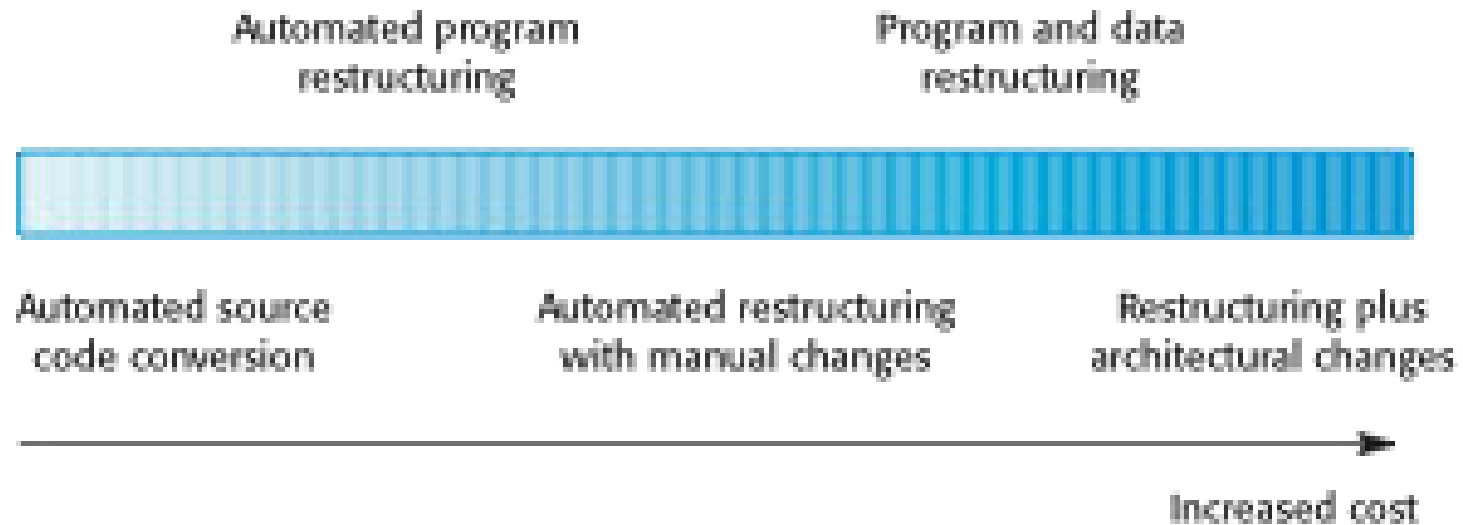 Automated program
restructuring
Program and data
restructuring
Automated source
code conversion
Automated restructuring
with manual changes
Restructuring plus
architectural changes
Increased cost